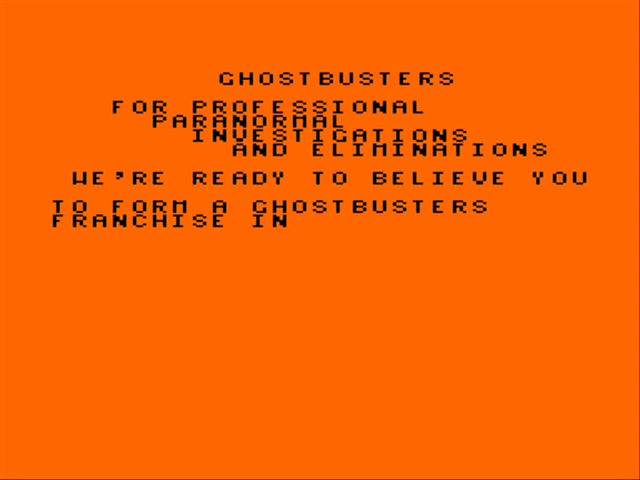 GHOSTBUSTERS
FOR PROFESSIONAL
PARANORMAL
INVESTIGATIONS
AND ELIMINATIONS
WE'RE READY TO BELIEVE YOU
TO FORM A GHOSTBUSTERS
FRANCHISE IN